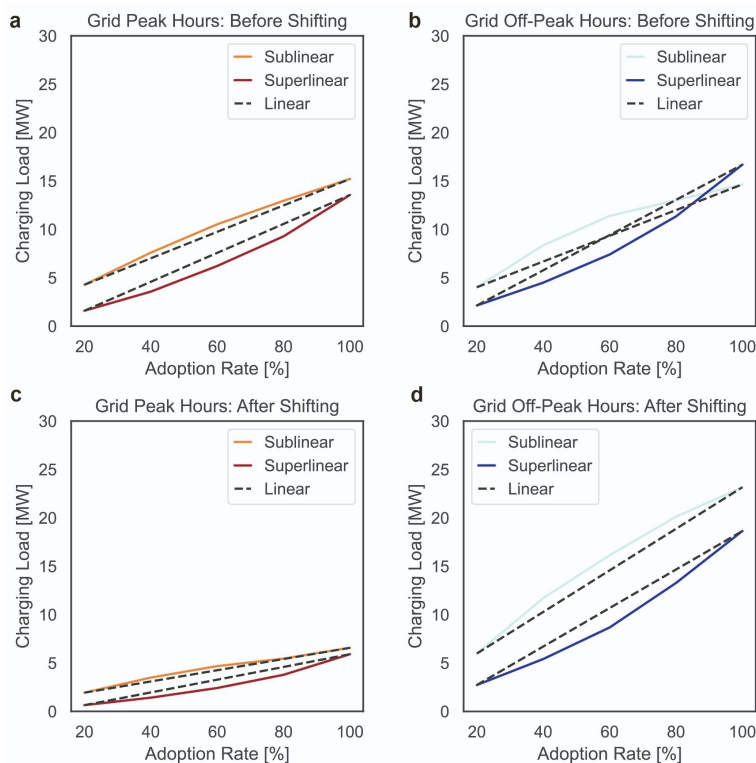 a
Grid Peak Hours: Before Shifting
30
25
20
15
10
5
0
Charging Load [MW]
Sublinear
Superlinear
Linear
20 40 60 80 100
Adoption Rate [%]
b
Grid Off-Peak Hours: Before Shifting
30
25
20
15
10
5
0
Charging Load [MW]
Sublinear
Superlinear
Linear
20 40 60 80 100
Adoption Rate [%]
c
Grid Peak Hours: After Shifting
30
25
20
15
10
5
0
Charging Load [MW]
Sublinear
Superlinear
Linear
20 40 60 80 100
Adoption Rate [%]
d
Grid Off-Peak Hours: After Shifting
30
25
20
15
10
5
0
Charging Load [MW]
Sublinear
Superlinear
Linear
20 40 60 80 100
Adoption Rate [%]